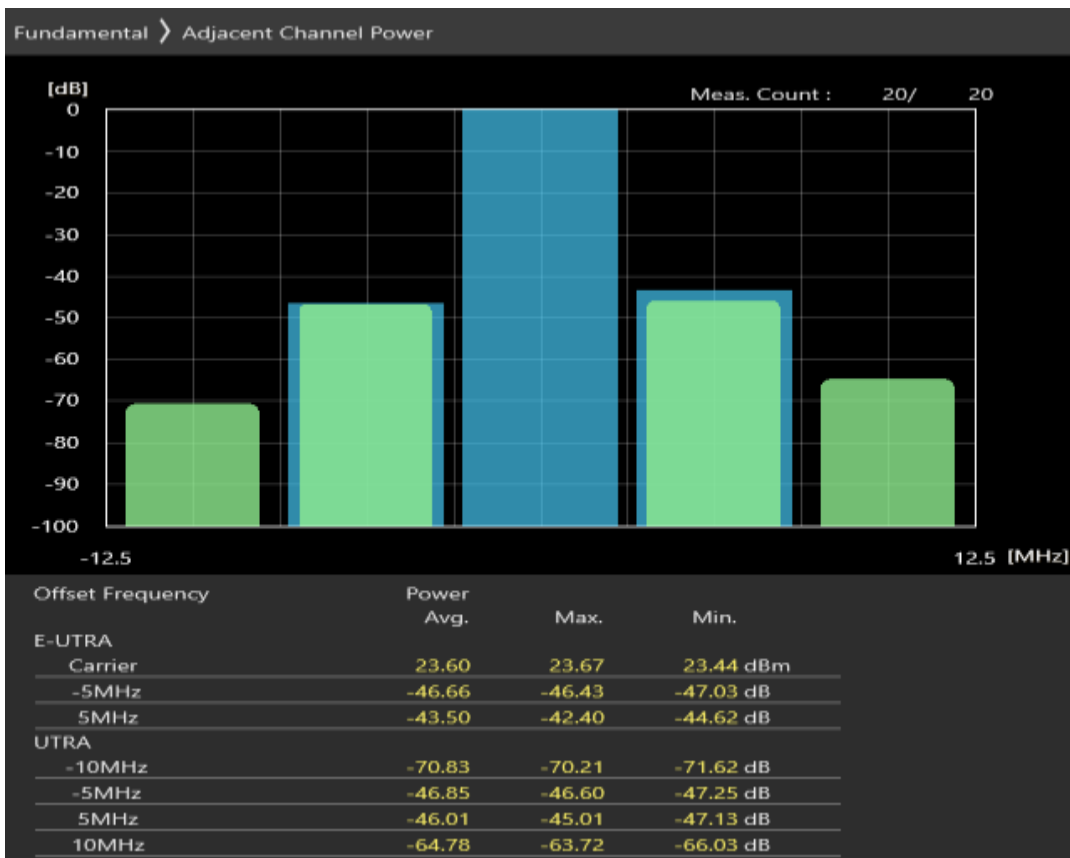 Fundamental 〉 Adjacent Channel Power
[dB]
Meas. Count : 20/ 20
0
-10
-20
-30
-40
-50
-60
-70
-80
-90
-100
-12.5 12.5 [MHz]
Offset Frequency Power
Avg. Max. Min.
E-UTRA
Carrier 23.60 23.67 23.44 dBm
-5MHz -46.66 -46.43 -47.03 dB
5MHz -43.50 -42.40 -44.62 dB
UTRA
-10MHz -70.83 -70.21 -71.62 dB
-5MHz -46.85 -46.60 -47.25 dB
5MHz -46.01 -45.01 -47.13 dB
10MHz -64.78 -63.72 -66.03 dB